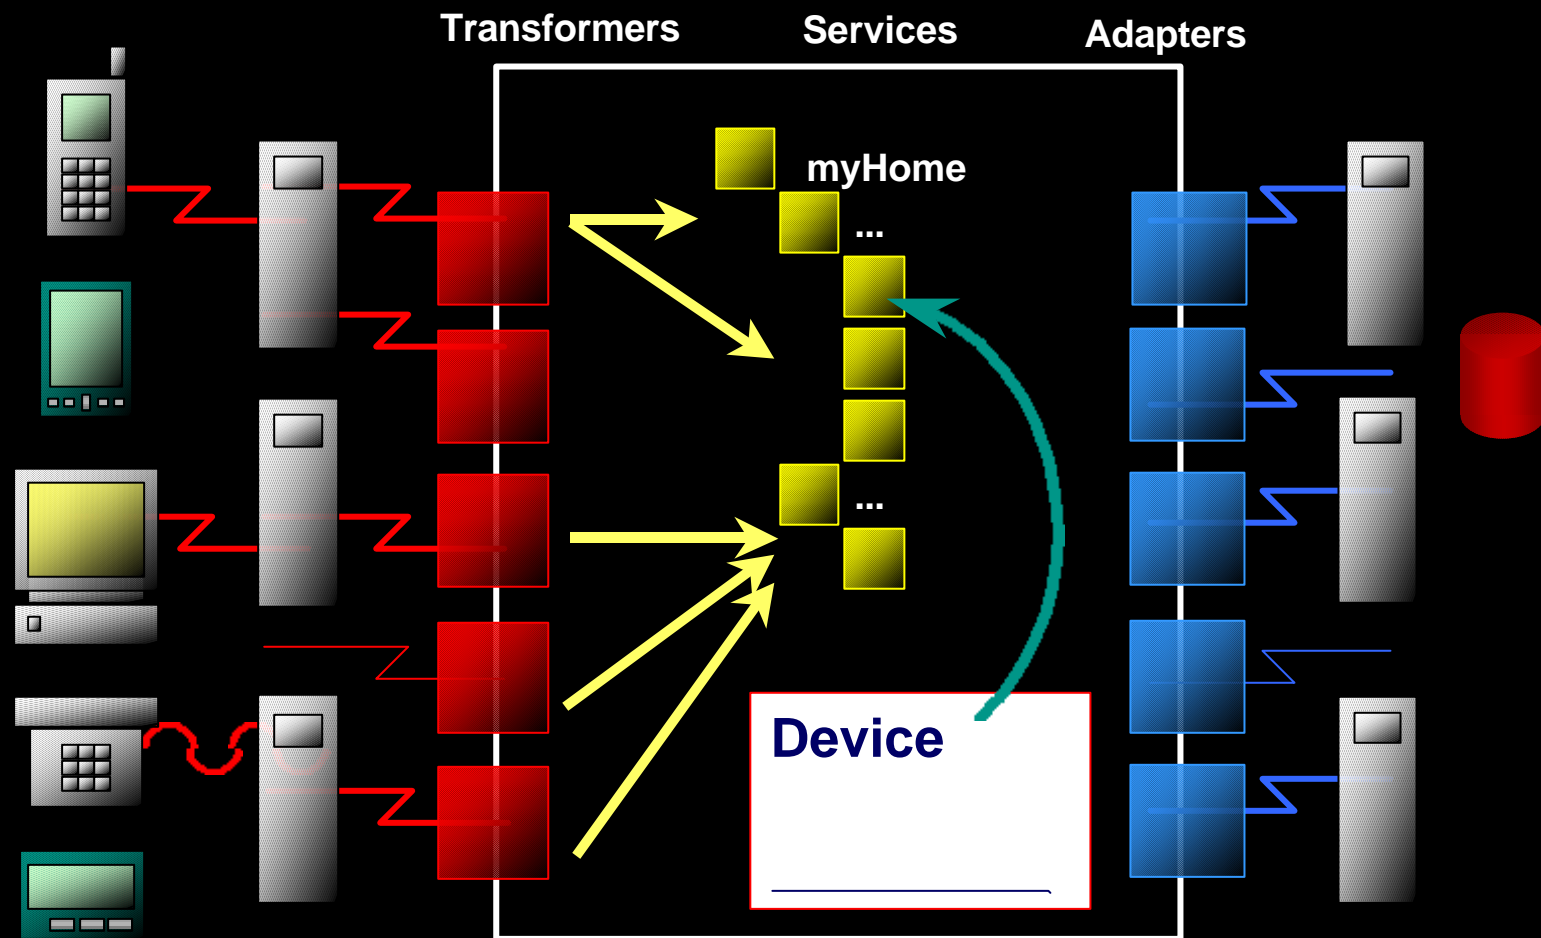 Transformers
Services
Adapters
myHome
...
...
Device